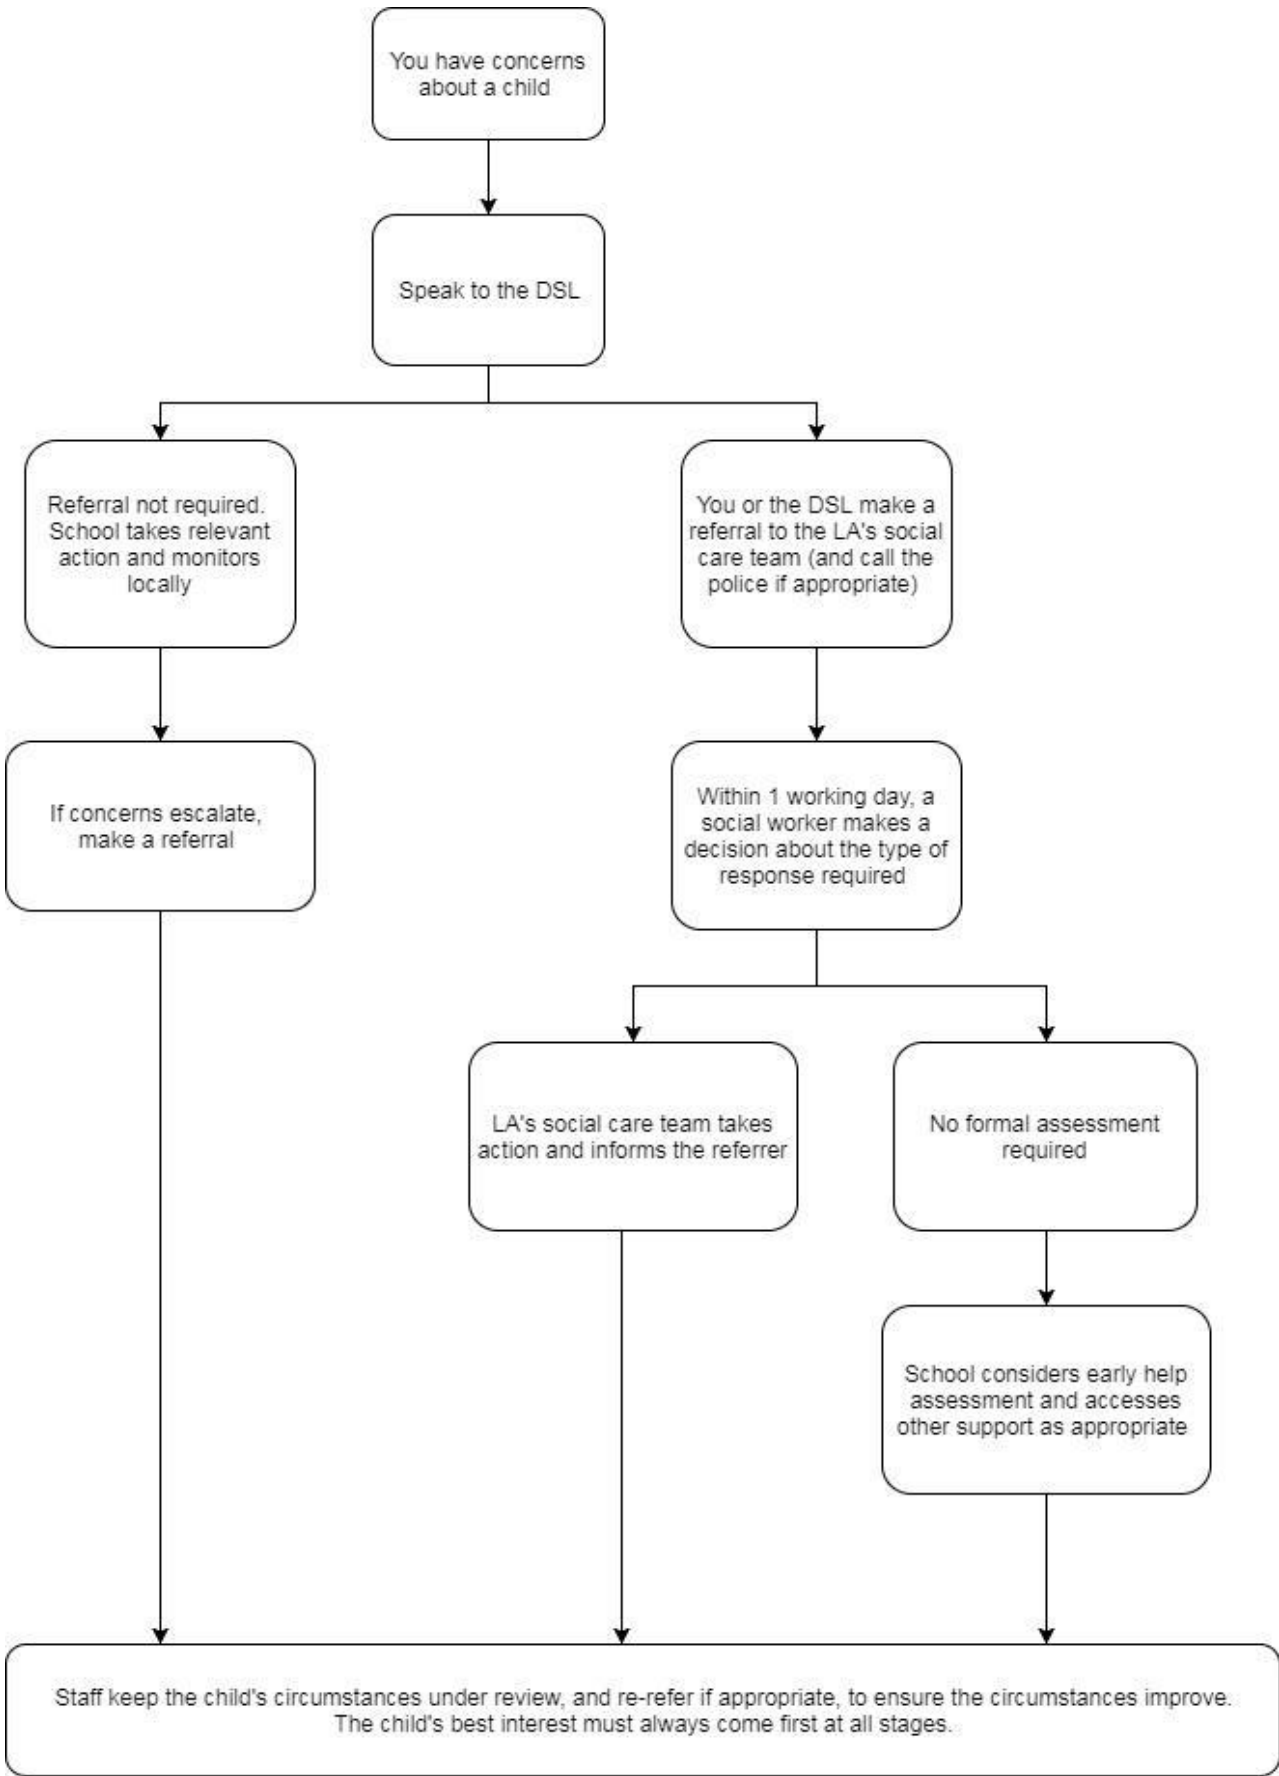 You have concerns
about a child
Speak to the DSL
Referral not required.
School takes relevant
action and monitors
locally
You or the DSL make a
referral to the LA's social
care team (and call the
police if appropriate)
If concerns escalate,
make a referral
Within 1 working day, a
social worker makes a
decision about the type of
response required
LA's social care team takes
action and informs the referrer
No formal assessment
required
School considers early help
assessment and accesses
other support as appropriate
Staff keep the child's circumstances under review, and re-refer if appropriate, to ensure the circumstances improve.
The child's best interest must always come first at all stages.